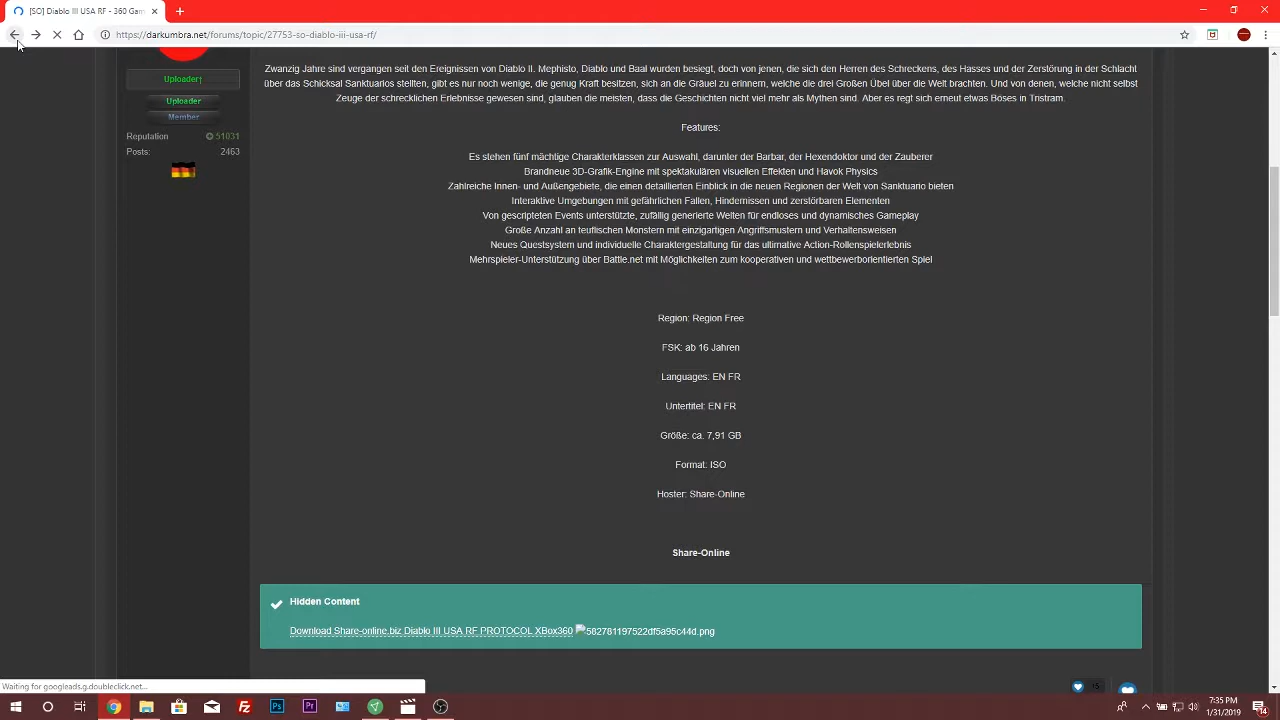 [SO] Diablo III USA RF - 360 Gam
https://darkumbra.net/forums/topic/27753-so-diablo-iii-usa-rf/
Zwanzig Jahre sind vergangen seit den Ereignissen von Diablo II. Mephisto, Diablo und Baal wurden besiegt, doch von jenen, die sich den Herren des Schreckens, des Hasses und der Zerstörung in der Schlacht
über das Schicksal Sanktuarios stellten, gibt es nur noch wenige, die genug Kraft besitzen, sich an die Gräuel zu erinnern, welche die drei Großen Übel über die Welt brachten. Und von denen, welche nicht selbst
Zeuge der schrecklichen Erlebnisse gewesen sind, glauben die meisten, dass die Geschichten nicht viel mehr als Mythen sind. Aber es regt sich erneut etwas Böses in Tristram.
Uploader†
Uploader
Member
Reputation 51031
Posts: 2463
Features:
Es stehen fünf mächtige Charakterklassen zur Auswahl, darunter der Barbar, der Hexendoktor und der Zauberer
Brandneue 3D-Grafik-Engine mit spektakulären visuellen Effekten und Havok Physics
Zahlreiche Innen- und Außengebiete, die einen detaillierten Einblick in die neuen Regionen der Welt von Sanktuario bieten
Interaktive Umgebungen mit gefährlichen Fallen, Hindernissen und zerstörbaren Elementen
Von gescripteten Events unterstützte, zufällig generierte Welten für endloses und dynamisches Gameplay
Große Anzahl an teuflischen Monstern mit einzigartigen Angriffsmustern und Verhaltensweisen
Neues Questsystem und individuelle Charaktergestaltung für das ultimative Action-Rollenspielerlebnis
Mehrspieler-Unterstützung über Battle.net mit Möglichkeiten zum kooperativen und wettbewerborientierten Spiel
Region: Region Free
FSK: ab 16 Jahren
Languages: EN FR
Untertitel: EN FR
Größe: ca. 7,91 GB
Format: ISO
Hoster: Share-Online
Share-Online
Hidden Content
Download Share-online.biz Diablo III USA RF PROTOCOL XBox360 582781197522df5a95c44d.png
15
Waiting for googleads.g.doubleclick.net...
Ps
Pr
7:35 PM
1/31/2019
14